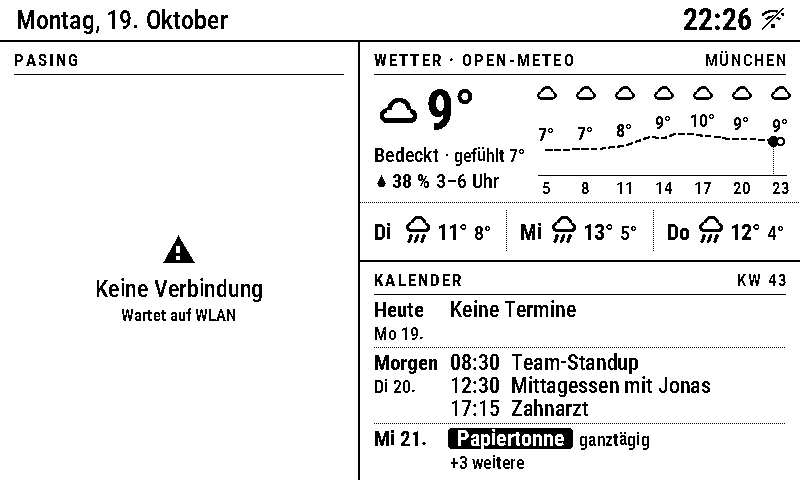 Montag, 19. Oktober
22:26
PASING
Keine Verbindung
Wartet auf WLAN
WETTER · OPEN-METEO
MÜNCHEN
9°
Bedeckt · gefühlt 7°
38 % 3–6 Uhr
7° 7° 8° 9° 10° 9° 9°
5 8 11 14 17 20 23
Di 11° 8°
Mi 13° 5°
Do 12° 4°
KALENDER
KW 43
Heute Keine Termine
Mo 19.
Morgen 08:30 Team-Standup
Di 20. 12:30 Mittagessen mit Jonas
17:15 Zahnarzt
Mi 21. Papiertonne ganztägig
+3 weitere